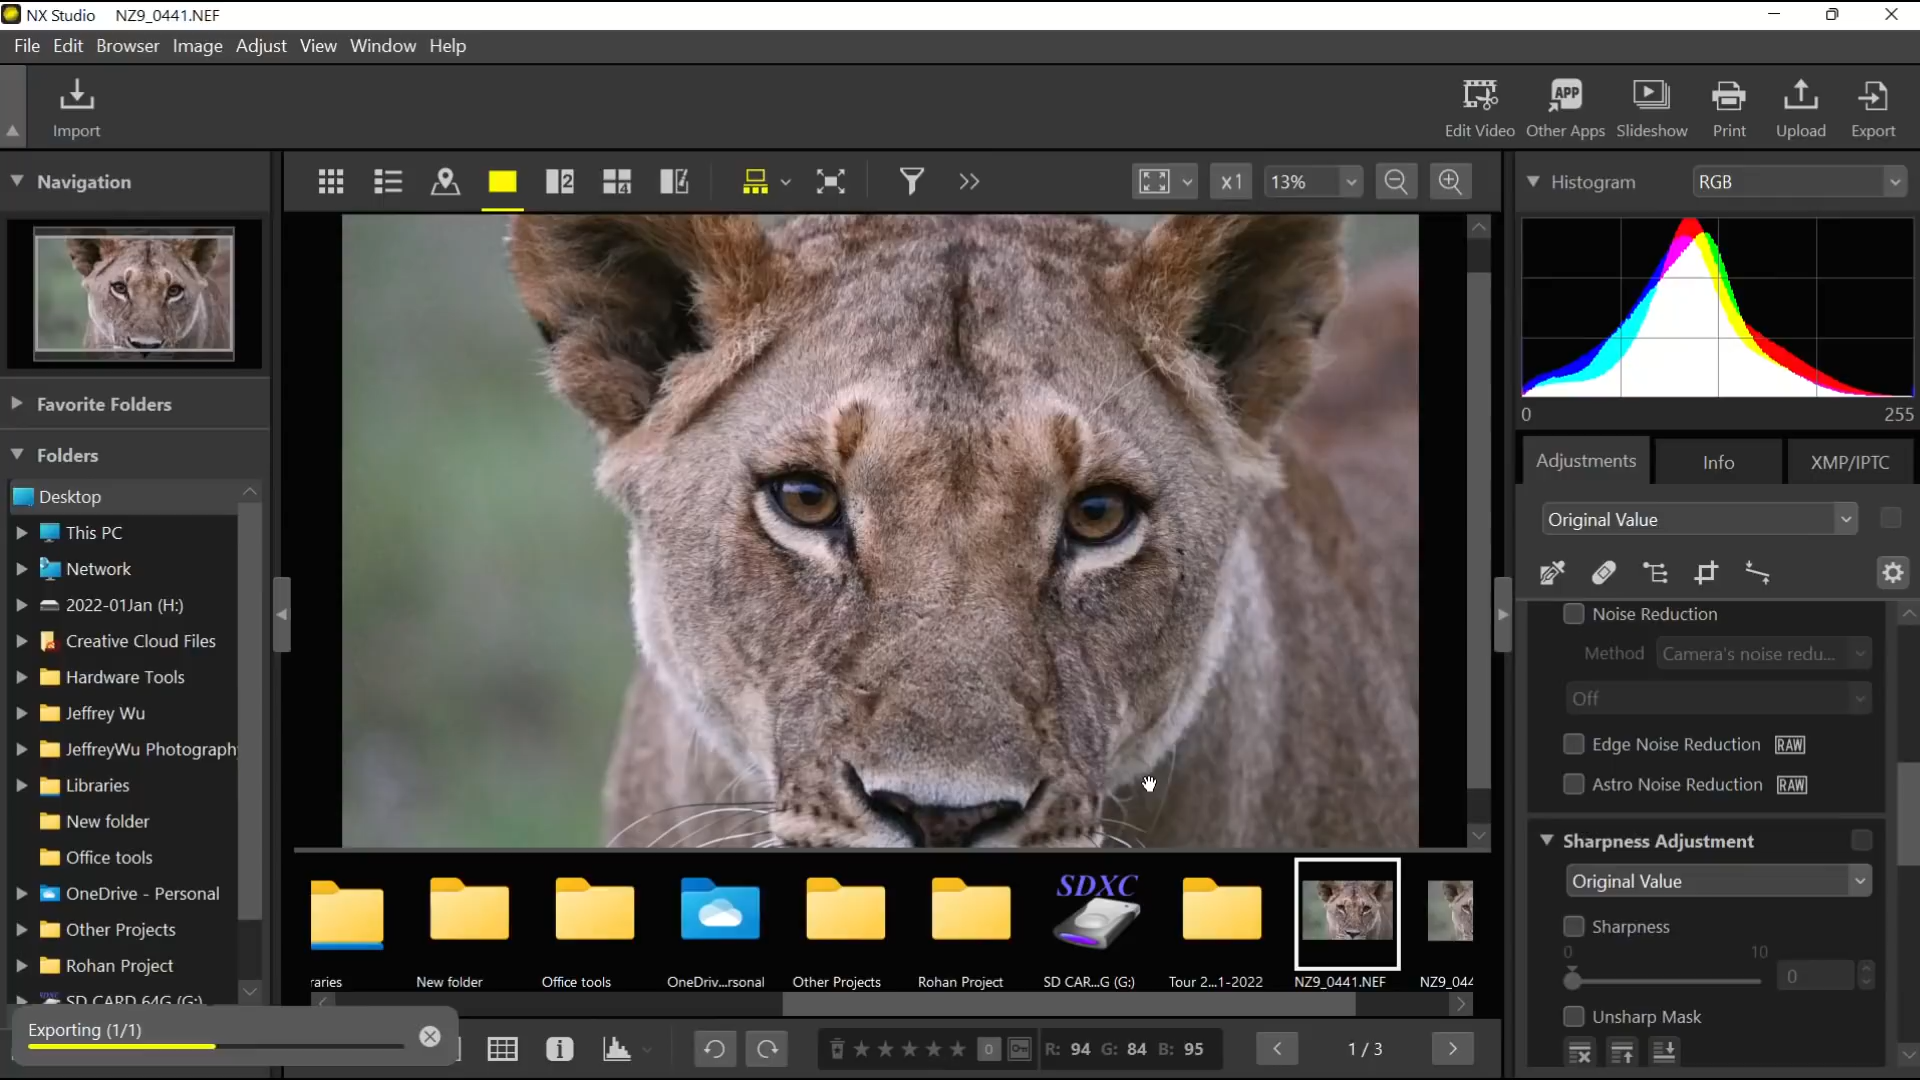 NX Studio NZ9_0441.NEF
File Edit Browser Image Adjust View Window Help
Import
Edit Video Other Apps Slideshow Print Upload Export
APP
Navigation
2
4
x1
13%
Histogram
RGB
0
255
Favorite Folders
Folders
Desktop
This PC
Network
2022-01Jan (H:)
Creative Cloud Files
Hardware Tools
Jeffrey Wu
JeffreyWu Photograph
Libraries
New folder
Office tools
OneDrive - Personal
Other Projects
Rohan Project
SD CARD 64G (G:)
Exporting (1/1)
SDXC
raries
New folder
Office tools
OneDriv...rsonal
Other Projects
Rohan Project
SD CAR...G (G:)
Tour 2...1-2022
NZ9_0441.NEF
NZ9_044
0
R: 94 G: 84 B: 95
1 / 3
Adjustments
Info
XMP/IPTC
Original Value
Noise Reduction
Method
Camera's noise redu...
Off
Edge Noise Reduction RAW
Astro Noise Reduction RAW
Sharpness Adjustment
Original Value
Sharpness
0
10
0
Unsharp Mask